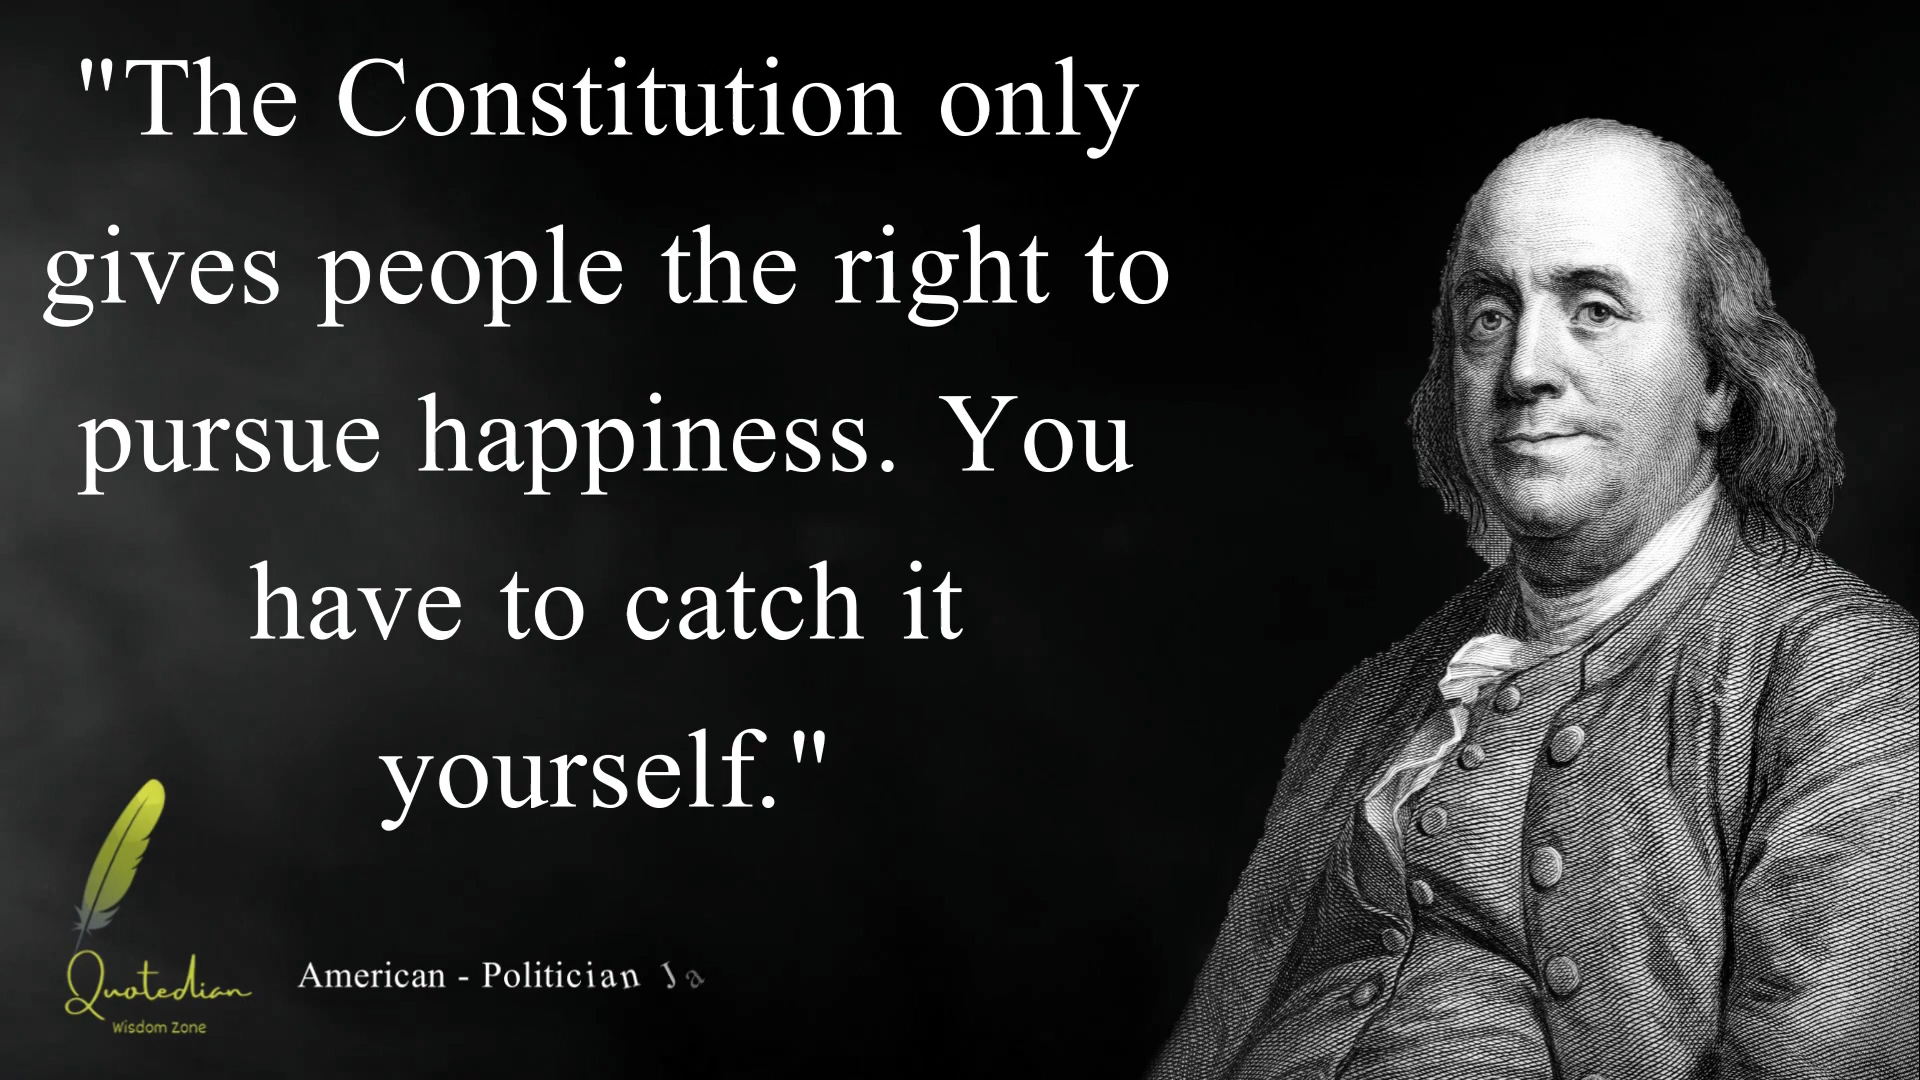 "The Constitution only
gives people the right to
pursue happiness. You
have to catch it
yourself."
American - Politician Ja
Quotedian
Wisdom Zone